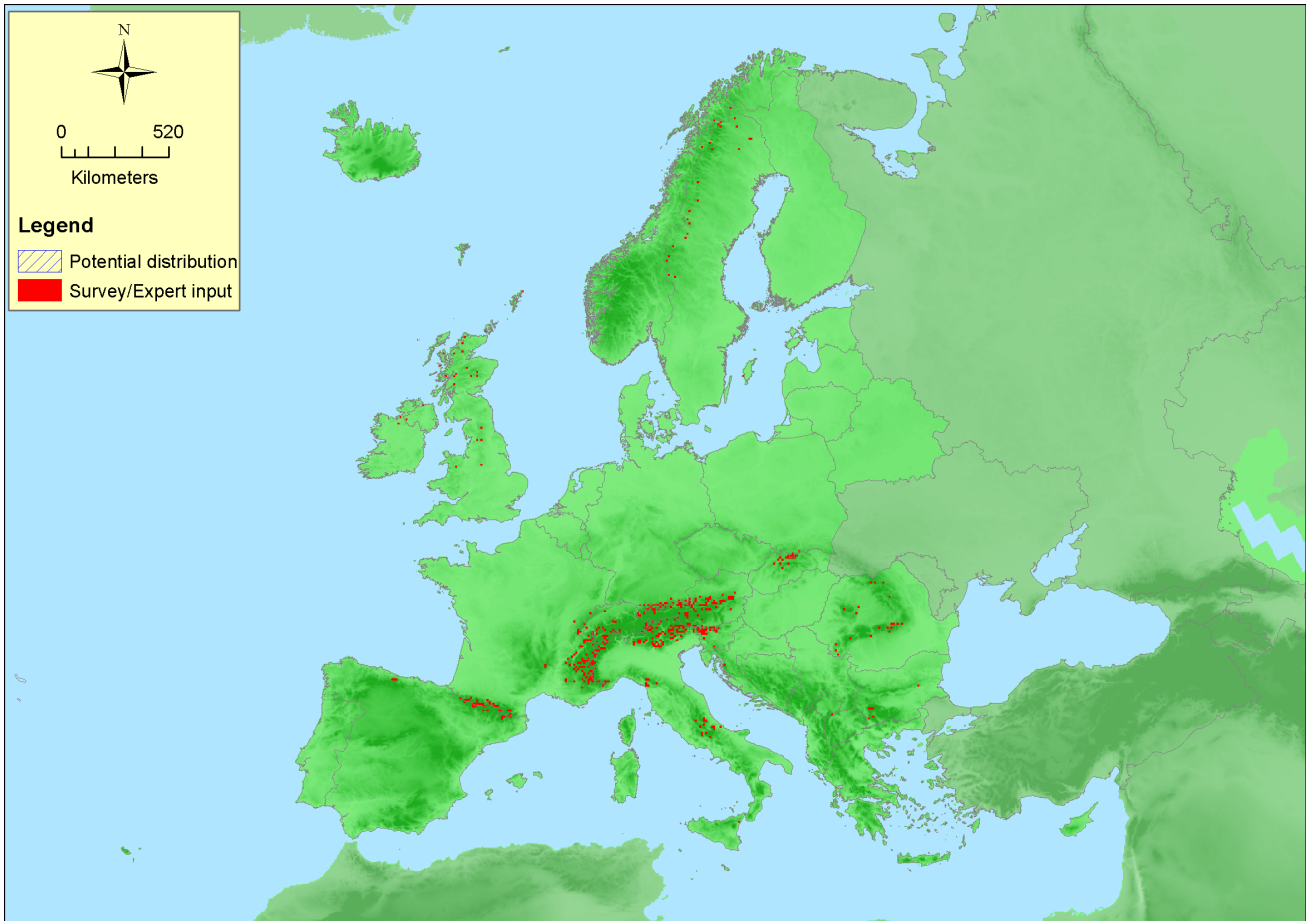 N
0 520
Kilometers
Legend
Potential distribution
Survey/Expert input